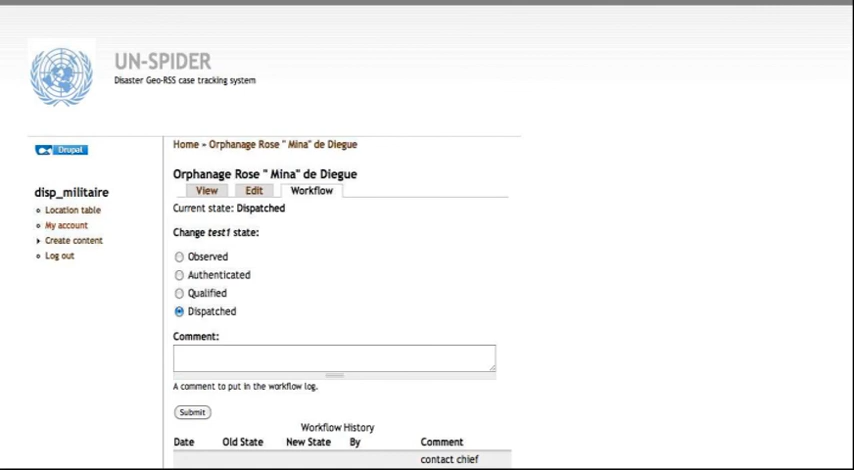 UN-SPIDER
Disaster Geo-RSS case tracking system
Drupal
disp_militaire
Location table
My account
Create content
Log out
Home » Orphanage Rose " Mina" de Diegue
Orphanage Rose " Mina" de Diegue
View Edit Workflow
Current state: Dispatched
Change test1 state:
Observed
Authenticated
Qualified
Dispatched
Comment:
A comment to put in the workflow log.
Submit
Workflow History
Date Old State New State By Comment
contact chief